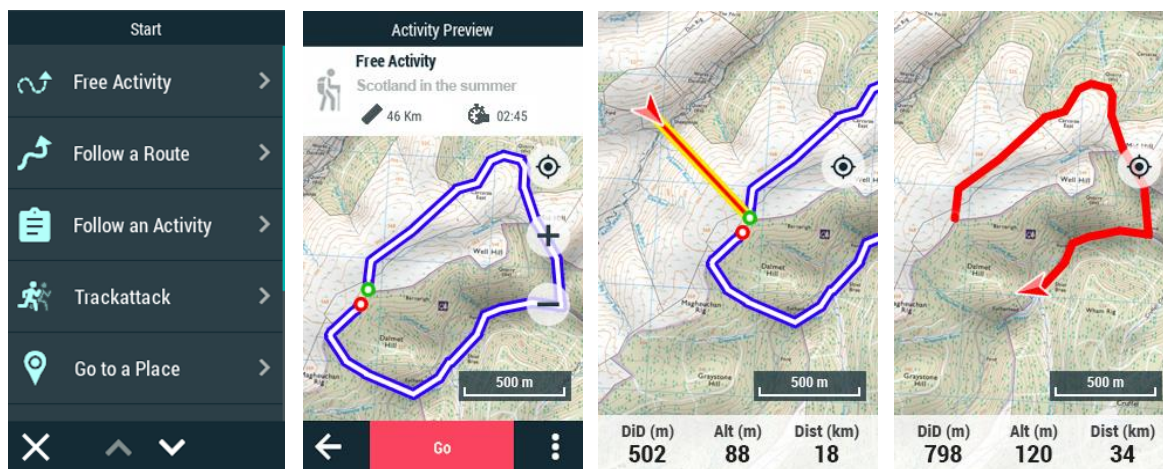 Start
Free Activity
Follow a Route
Follow an Activity
Trackattack
Go to a Place
Activity Preview
Free Activity
Scotland in the summer
46 Km
02:45
Well Hill
Dalmet
Hill
500 m
Go
Well Hill
Dalmet
Hill
Graystone
Hill
500 m
DiD (m)
Alt (m)
Dist (km)
502
88
18
Well Hill
Dalmet
Hill
Graystone
Hill
500 m
DiD (m)
Alt (m)
Dist (km)
798
120
34